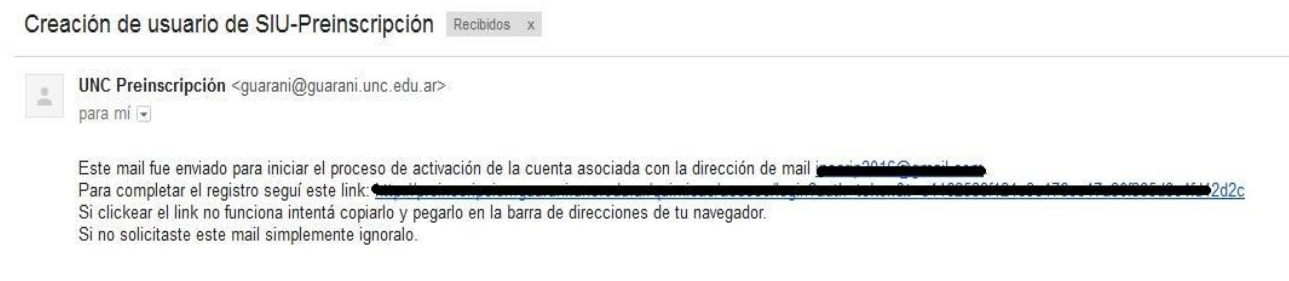 Creación de usuario de SIU-Preinscripción Recibidos x
UNC Preinscripción <guarani@guarani.unc.edu.ar>
para mí
Este mail fue enviado para iniciar el proceso de activación de la cuenta asociada con la dirección de mail
Para completar el registro seguí este link: 2d2c
Si clickear el link no funciona intentá copiarlo y pegarlo en la barra de direcciones de tu navegador.
Si no solicitaste este mail simplemente ignoralo.